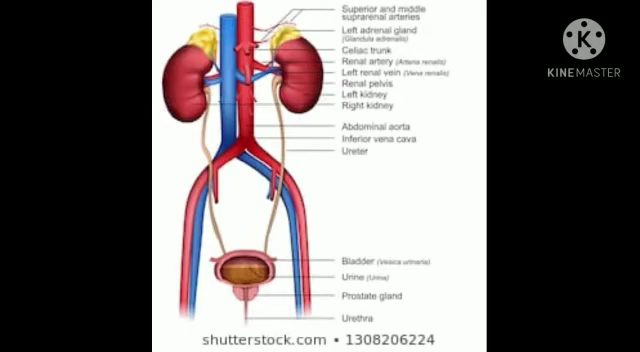 Superior and middle
suprarenal arteries
Left adrenal gland
(Glandula adrenalis)
Celiac trunk
Renal artery (Arteria renalis)
Left renal vein (Vena renalis)
Renal pelvis
Left kidney
Right kidney
Abdominal aorta
Inferior vena cava
Ureter
Bladder (Vesica urinaria)
Urine (Urina)
Prostate gland
Urethra
shutterstock.com • 1308206224
K
KINEMASTER